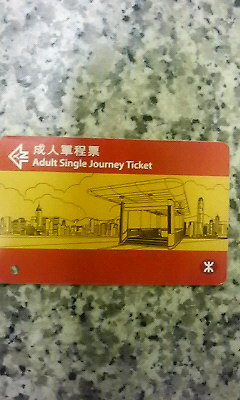 成人單程票
Adult Single Journey Ticket